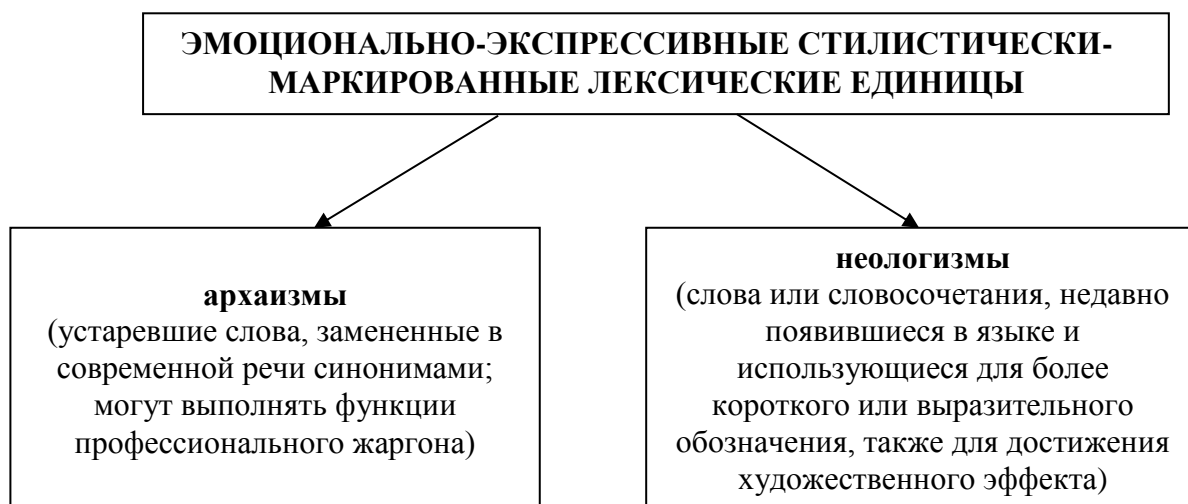 ЭМОЦИОНАЛЬНО-ЭКСПРЕССИВНЫЕ СТИЛИСТИЧЕСКИ-
МАРКИРОВАННЫЕ ЛЕКСИЧЕСКИЕ ЕДИНИЦЫ
архаизмы
(устаревшие слова, замененные в
современной речи синонимами;
могут выполнять функции
профессионального жаргона)
неологизмы
(слова или словосочетания, недавно
появившиеся в языке и
использующиеся для более
короткого или выразительного
обозначения, также для достижения
художественного эффекта)